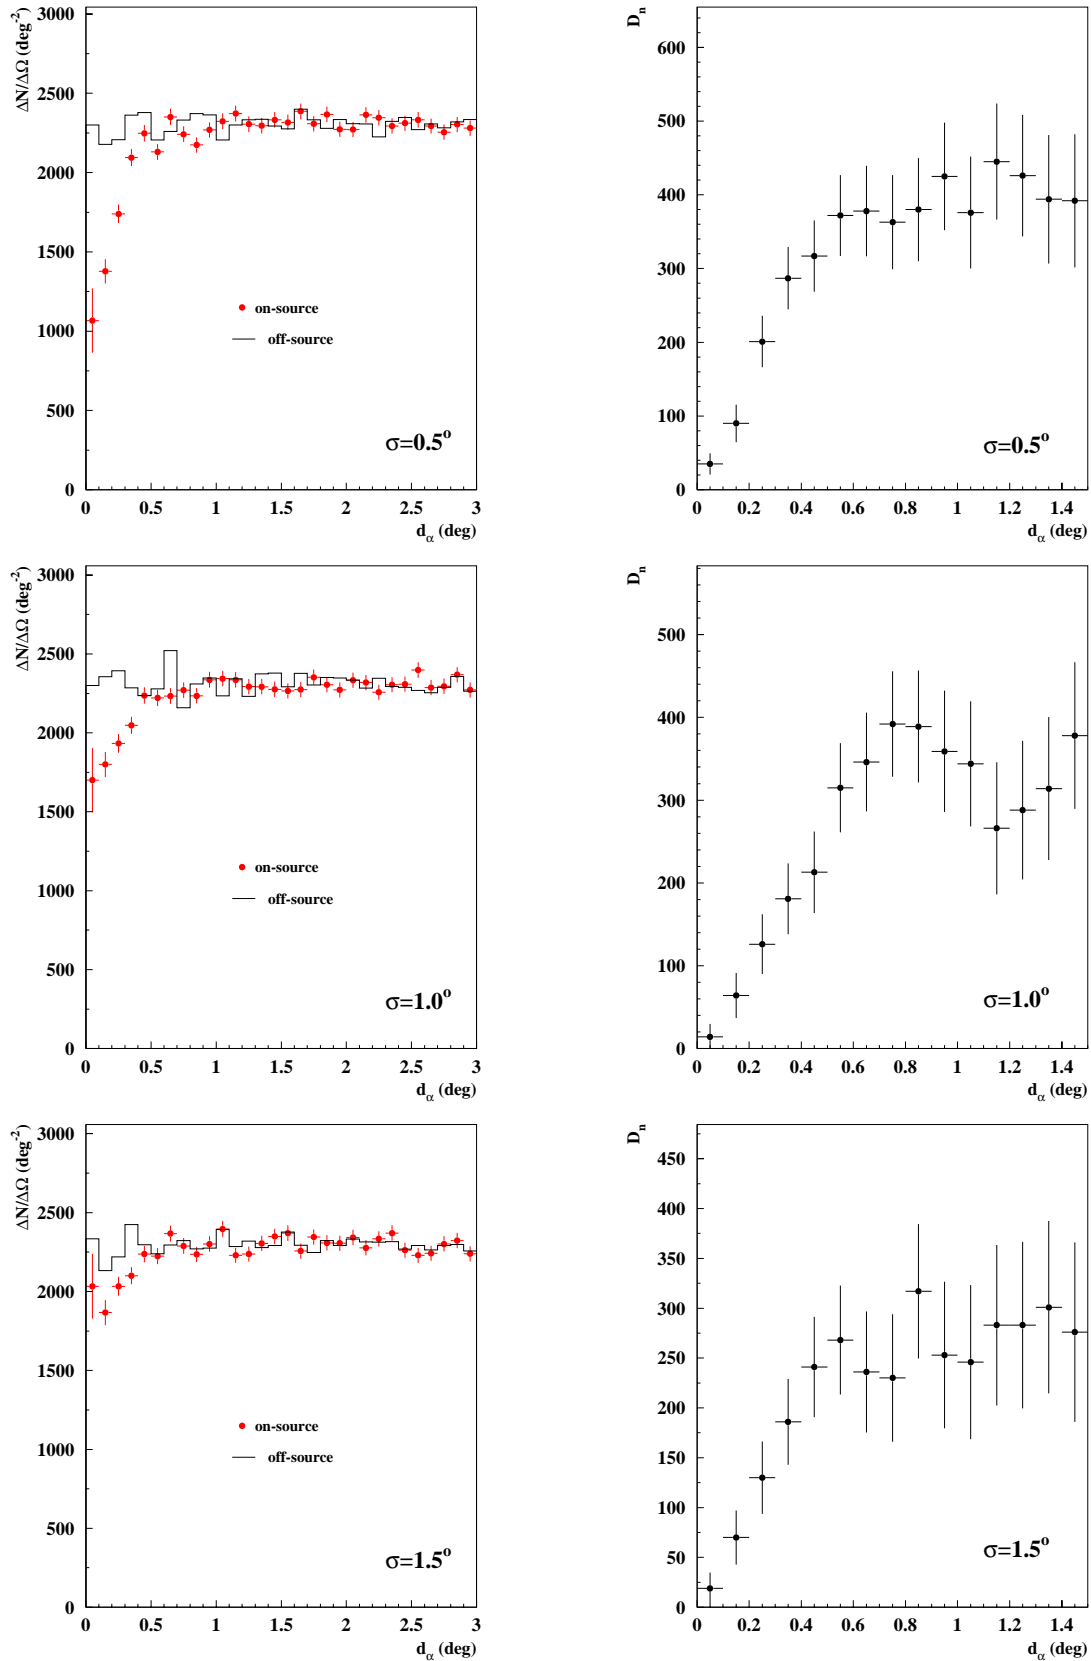 ΔN/ΔΩ (deg⁻²)
3000
2500
2000
1500
1000
500
0
on-source
off-source
σ=0.5°
0 0.5 1 1.5 2 2.5 3
d_α (deg)
D_n
600
500
400
300
200
100
0
σ=0.5°
0 0.2 0.4 0.6 0.8 1 1.2 1.4
d_α (deg)
ΔN/ΔΩ (deg⁻²)
3000
2500
2000
1500
1000
500
0
on-source
off-source
σ=1.0°
0 0.5 1 1.5 2 2.5 3
d_α (deg)
D_n
500
400
300
200
100
0
σ=1.0°
0 0.2 0.4 0.6 0.8 1 1.2 1.4
d_α (deg)
ΔN/ΔΩ (deg⁻²)
3000
2500
2000
1500
1000
500
0
on-source
off-source
σ=1.5°
0 0.5 1 1.5 2 2.5 3
d_α (deg)
D_n
450
400
350
300
250
200
150
100
50
0
σ=1.5°
0 0.2 0.4 0.6 0.8 1 1.2 1.4
d_α (deg)